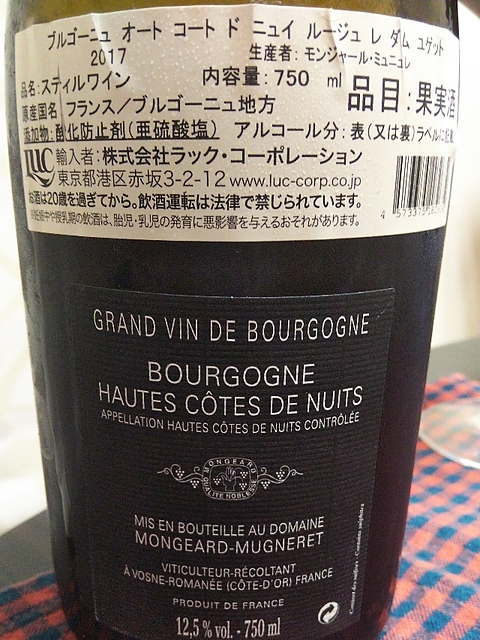 ブルゴーニュ オート コート ド ニュイ ルージュ レ ダム ユゲット
2017 生産者: モンジャール・ミュニュレ
品名:スティルワイン 内容量:750 ml 品目:果実酒
原産国名 フランス/ブルゴーニュ地方
添加物:酸化防止剤(亜硫酸塩) アルコール分:表(又は裏)ラベルに記載
LUC 輸入者:株式会社ラック・コーポレーション
東京都港区赤坂3-2-12 www.luc-corp.co.jp
お酒は20歳を過ぎてから。飲酒運転は法律で禁じられています。
妊娠中や授乳期の飲酒は、胎児・乳児の発育に悪影響を与えるおそれがあります。
GRAND VIN DE BOURGOGNE
BOURGOGNE
HAUTES CÔTES DE NUITS
APPELLATION HAUTES CÔTES DE NUITS CONTRÔLÉE
MONGEARD
QUALITE NOBLESSE
MIS EN BOUTEILLE AU DOMAINE
MONGEARD-MUGNERET
VITICULTEUR-RÉCOLTANT
À VOSNE-ROMANÉE (CÔTE-D'OR) FRANCE
PRODUIT DE FRANCE
12,5 % vol. - 750 ml
Contient des sulfites - Contains sulphites